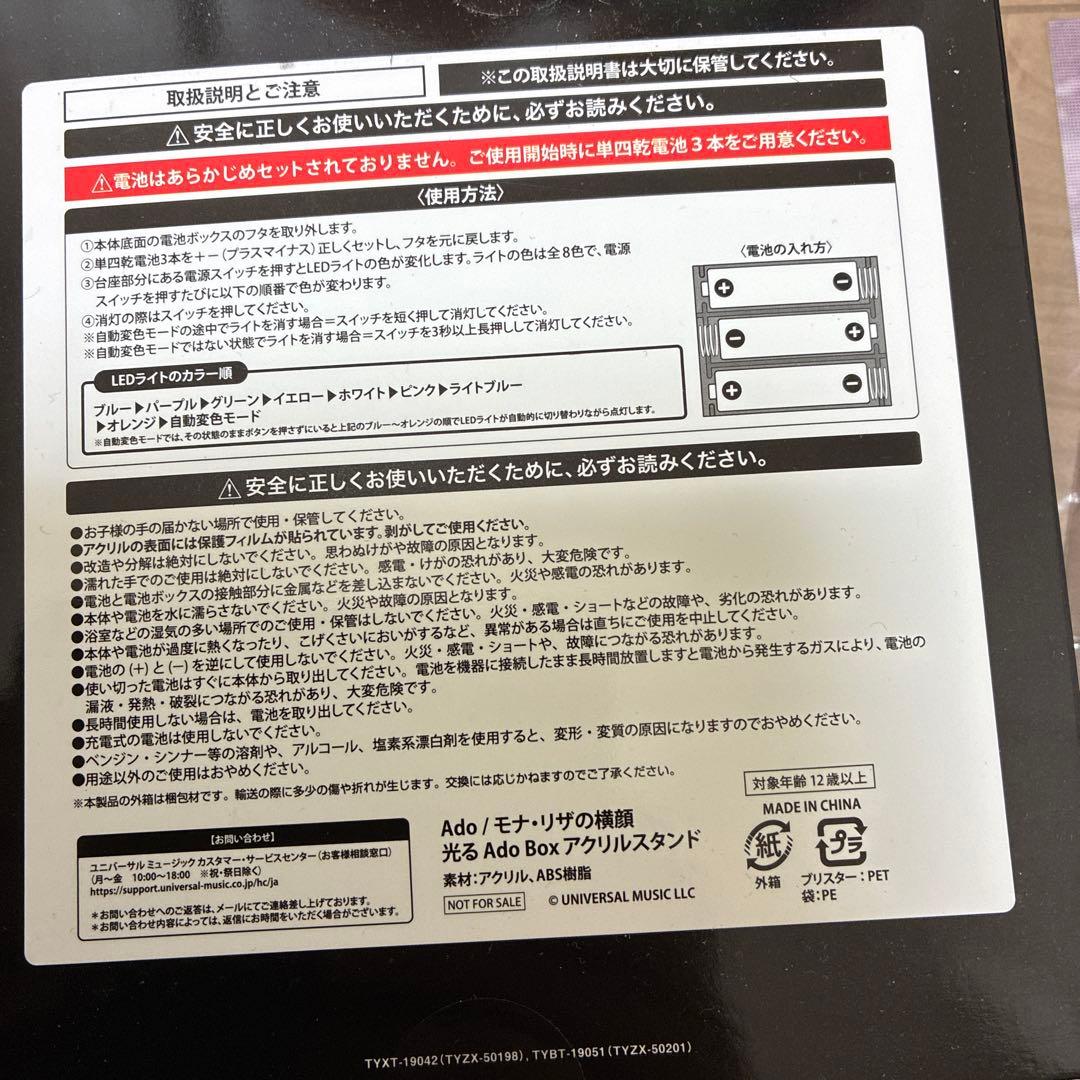 取扱説明とご注意
※この取扱説明書は大切に保管してください。
⚠安全に正しくお使いいただくために、必ずお読みください。
⚠電池はあらかじめセットされておりません。ご使用開始時に単四乾電池3本をご用意ください。
〈使用方法〉
①本体底面の電池ボックスのフタを取り外します。
②単四乾電池3本を＋－(プラスマイナス)正しくセットし、フタを元に戻します。
③台座部分にある電源スイッチを押すとLEDライトの色が変化します。ライトの色は全8色で、電源
スイッチを押すたびに以下の順番で色が変わります。
④消灯の際はスイッチを押してください。
※自動変色モードの途中でライトを消す場合＝スイッチを短く押して消灯してください。
※自動変色モードではない状態でライトを消す場合＝スイッチを3秒以上長押しして消灯してください。
LEDライトのカラー順
ブルー▶パープル▶グリーン▶イエロー▶ホワイト▶ピンク▶ライトブルー
▶オレンジ▶自動変色モード
※自動変色モードでは、その状態のままボタンを押さずにいると上記のブルー～オレンジの順でLEDライトが自動的に切り替わりながら点灯します。
〈電池の入れ方〉
＋ －
－ ＋
＋ －
⚠安全に正しくお使いいただくために、必ずお読みください。
●お子様の手の届かない場所で使用・保管してください。
●アクリルの表面には保護フィルムが貼られています。剥がしてご使用ください。
●改造や分解は絶対にしないでください。思わぬけがや故障の原因となります。
●濡れた手でのご使用は絶対にしないでください。感電・けがの恐れがあり、大変危険です。
●電池と電池ボックスの接触部分に金属などを差し込まないでください。火災や感電の恐れがあります。
●本体や電池を水に濡らさないでください。火災や故障の原因となります。
●浴室などの湿気の多い場所でのご使用・保管はしないでください。火災・感電・ショートなどの故障や、劣化の恐れがあります。
●本体や電池が過度に熱くなったり、こげくさいにおいがするなど、異常がある場合は直ちにご使用を中止してください。
●電池の(＋)と(－)を逆にして使用しないでください。火災・感電・ショートや、故障につながる恐れがあります。
●使い切った電池はすぐに本体から取り出してください。電池を機器に接続したまま長時間放置しますと電池から発生するガスにより、電池の
漏液・発熱・破裂につながる恐れがあり、大変危険です。
●長時間使用しない場合は、電池を取り出してください。
●充電式の電池は使用しないでください。
●ベンジン・シンナー等の溶剤や、アルコール、塩素系漂白剤を使用すると、変形・変質の原因になりますのでおやめください。
●用途以外のご使用はおやめください。
※本製品の外箱は梱包材です。輸送の際に多少の傷や折れが生じます。交換には応じかねますのでご了承ください。
【お問い合わせ】
ユニバーサル ミュージック カスタマー・サービスセンター(お客様相談窓口)
(月～金 10:00～18:00 ※祝・祭日除く)
https://support.universal-music.co.jp/hc/ja
＊お問い合わせへのご返答は、メールにてご連絡差し上げております。
＊お問い合わせ内容によっては、返信にお時間をいただく場合がございます。
Ado / モナ・リザの横顔
光る Ado Box アクリルスタンド
素材：アクリル、ABS樹脂
NOT FOR SALE
© UNIVERSAL MUSIC LLC
対象年齢 12歳以上
MADE IN CHINA
紙
外箱
プラ
ブリスター：PET
袋：PE
TYXT-19042(TYZX-50198), TYBT-19051(TYZX-50201)